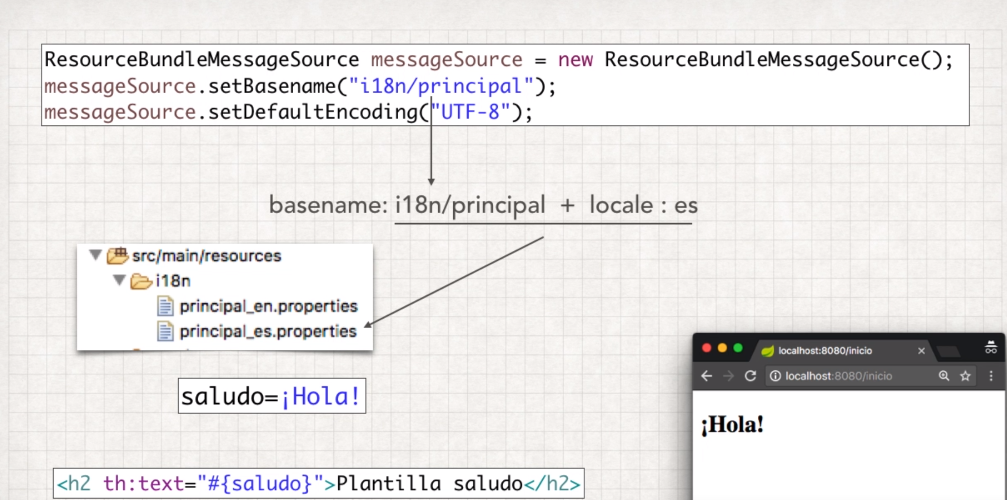 ResourceBundleMessageSource messageSource = new ResourceBundleMessageSource();
messageSource.setBasename("i18n/principal");
messageSource.setDefaultEncoding("UTF-8");
basename: i18n/principal + locale : es
src/main/resources
i18n
principal_en.properties
principal_es.properties
saludo=¡Hola!
<h2 th:text="#{saludo}">Plantilla saludo</h2>
localhost:8080/inicio
localhost:8080/inicio
¡Hola!